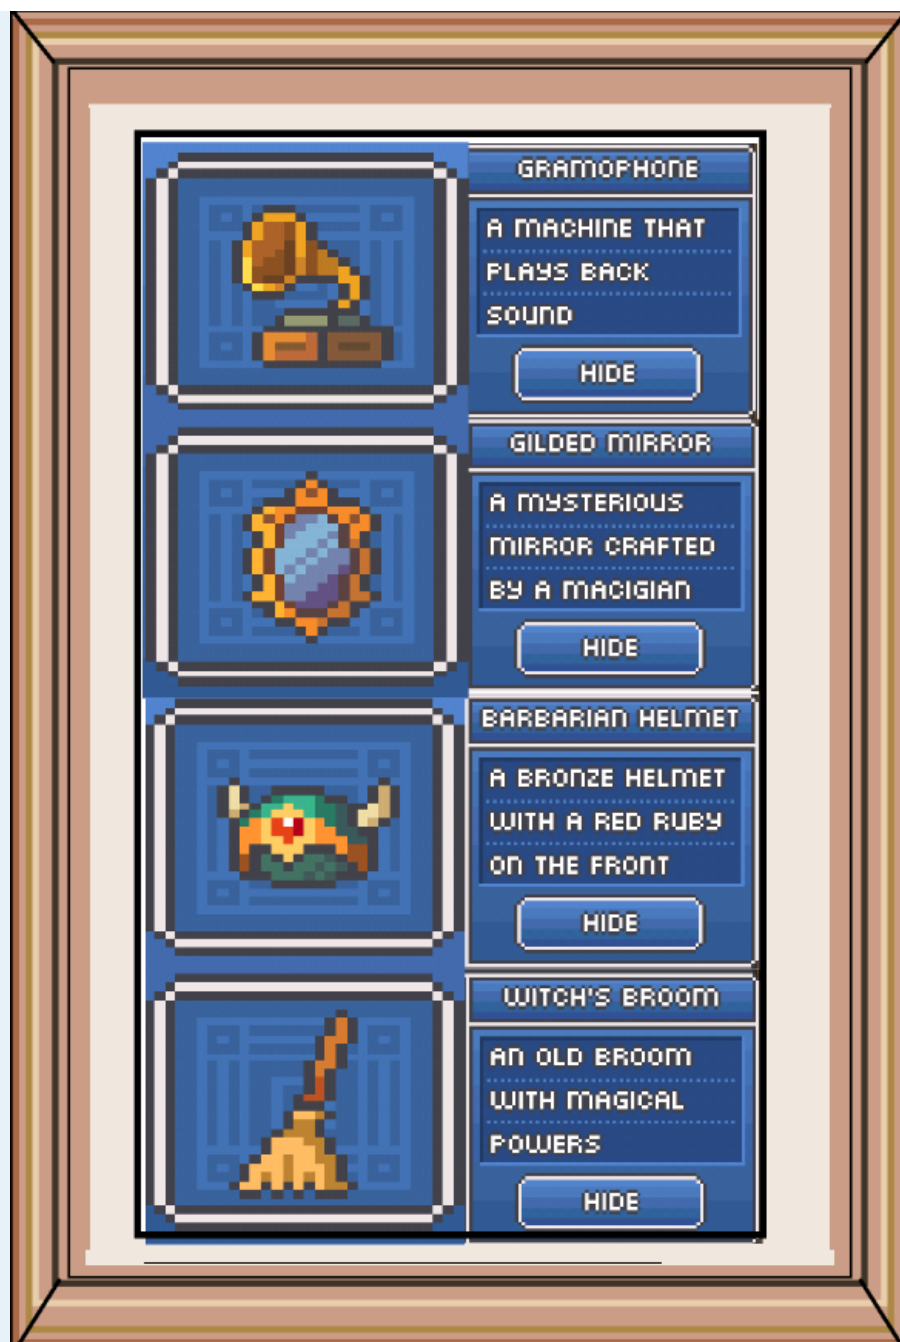 GRAMOPHONE
A MACHINE THAT
PLAYS BACK
SOUND
HIDE
GILDED MIRROR
A MYSTERIOUS
MIRROR CRAFTED
BY A MACIGIAN
HIDE
BARBARIAN HELMET
A BRONZE HELMET
WITH A RED RUBY
ON THE FRONT
HIDE
WITCH'S BROOM
AN OLD BROOM
WITH MAGICAL
POWERS
HIDE